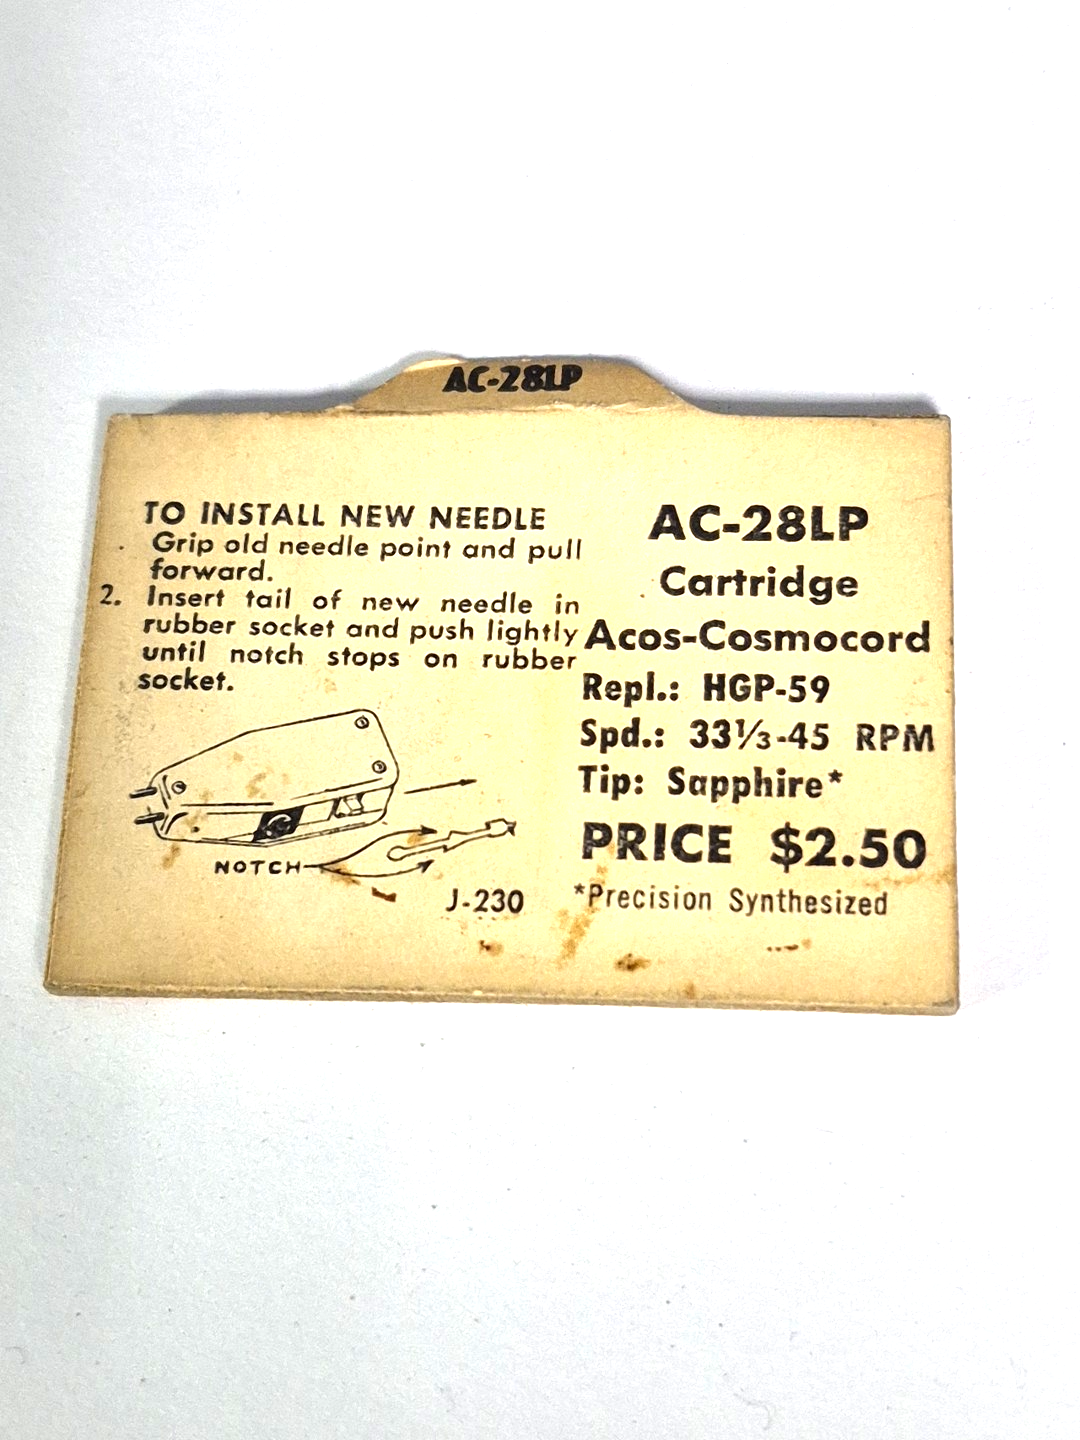 AC-28LP
TO INSTALL NEW NEEDLE
. Grip old needle point and pull
forward.
2. Insert tail of new needle in
rubber socket and push lightly
until notch stops on rubber
socket.
NOTCH
J-230
AC-28LP
Cartridge
Acos-Cosmocord
Repl.: HGP-59
Spd.: 33⅓-45 RPM
Tip: Sapphire*
PRICE $2.50
*Precision Synthesized